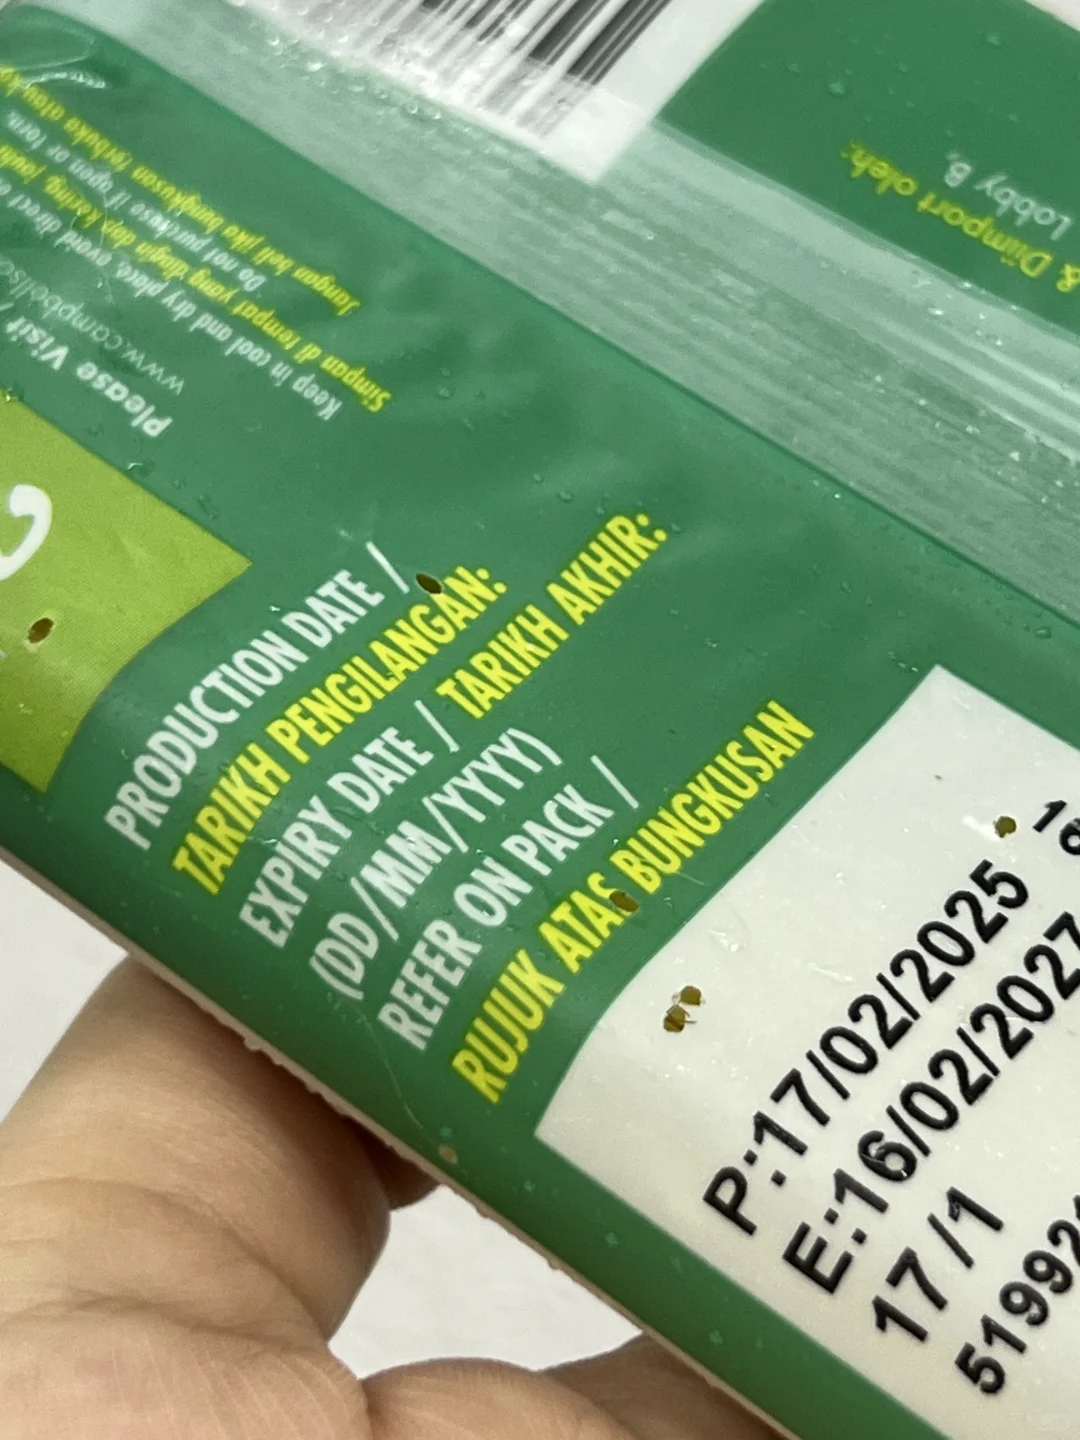 PRODUCTION DATE /
TARIKH PENGILANGAN:
EXPIRY DATE / TARIKH AKHIR:
(DD/MM/YYYY)
REFER ON PACK /
RUJUK ATAS BUNGKUSAN
P:17/02/2025
E:16/02/2027
17 /1
51992
& Diimport oleh:
Lobby B,
Simpan di tempat yang dingin dan kering,
Keep in cool and dry place, avoid direct
Jangan beli jika bungkusan terbuka atau
Do not purchase if open or torn.
Please Visit /
www.campbells